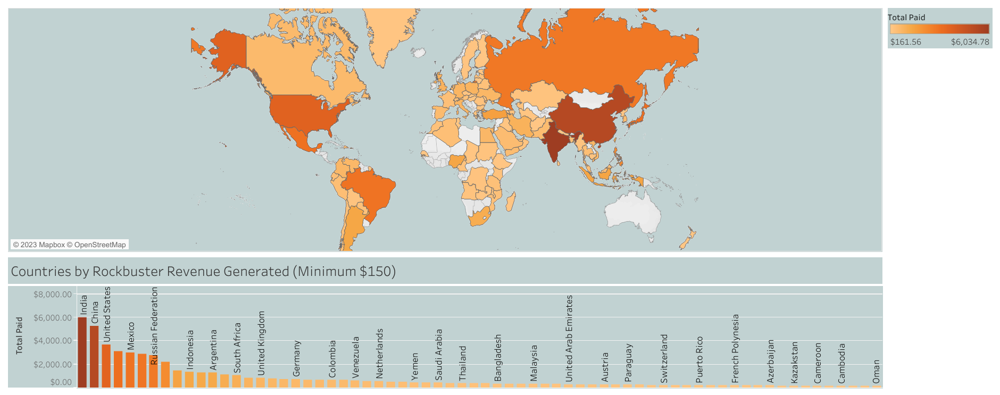 Total Paid
$161.56 $6,034.78
© 2023 Mapbox © OpenStreetMap
Countries by Rockbuster Revenue Generated (Minimum $150)
Total Paid
$8,000.00
$6,000.00
$4,000.00
$2,000.00
$0.00
India
China
United States
Mexico
Russian Federation
Indonesia
Argentina
South Africa
United Kingdom
Germany
Colombia
Venezuela
Netherlands
Yemen
Saudi Arabia
Thailand
Bangladesh
Malaysia
United Arab Emirates
Austria
Paraguay
Switzerland
Puerto Rico
French Polynesia
Azerbaijan
Kazakstan
Cameroon
Cambodia
Oman